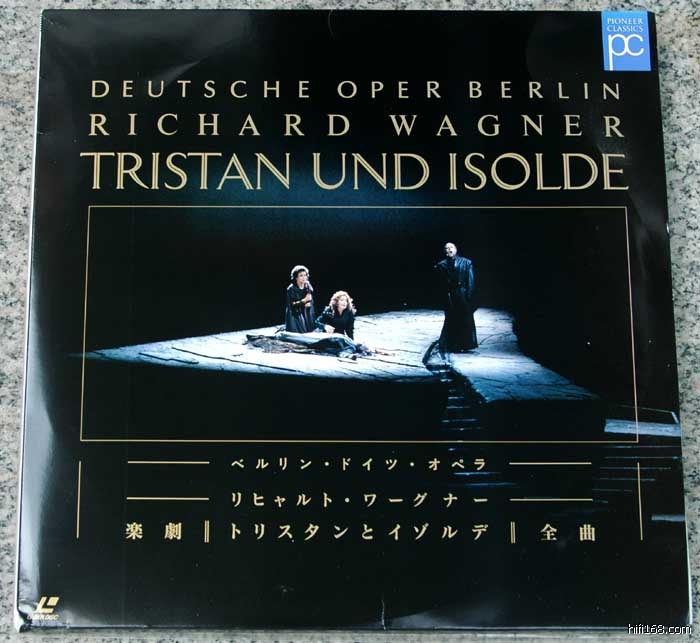 PIONEER
CLASSICS
pc
DEUTSCHE OPER BERLIN
RICHARD WAGNER
TRISTAN UND ISOLDE
ベルリン・ドイツ・オペラ
リヒャルト・ワーグナー
楽劇‖トリスタンとイゾルデ‖全曲
LASER DISC
hifi168.com